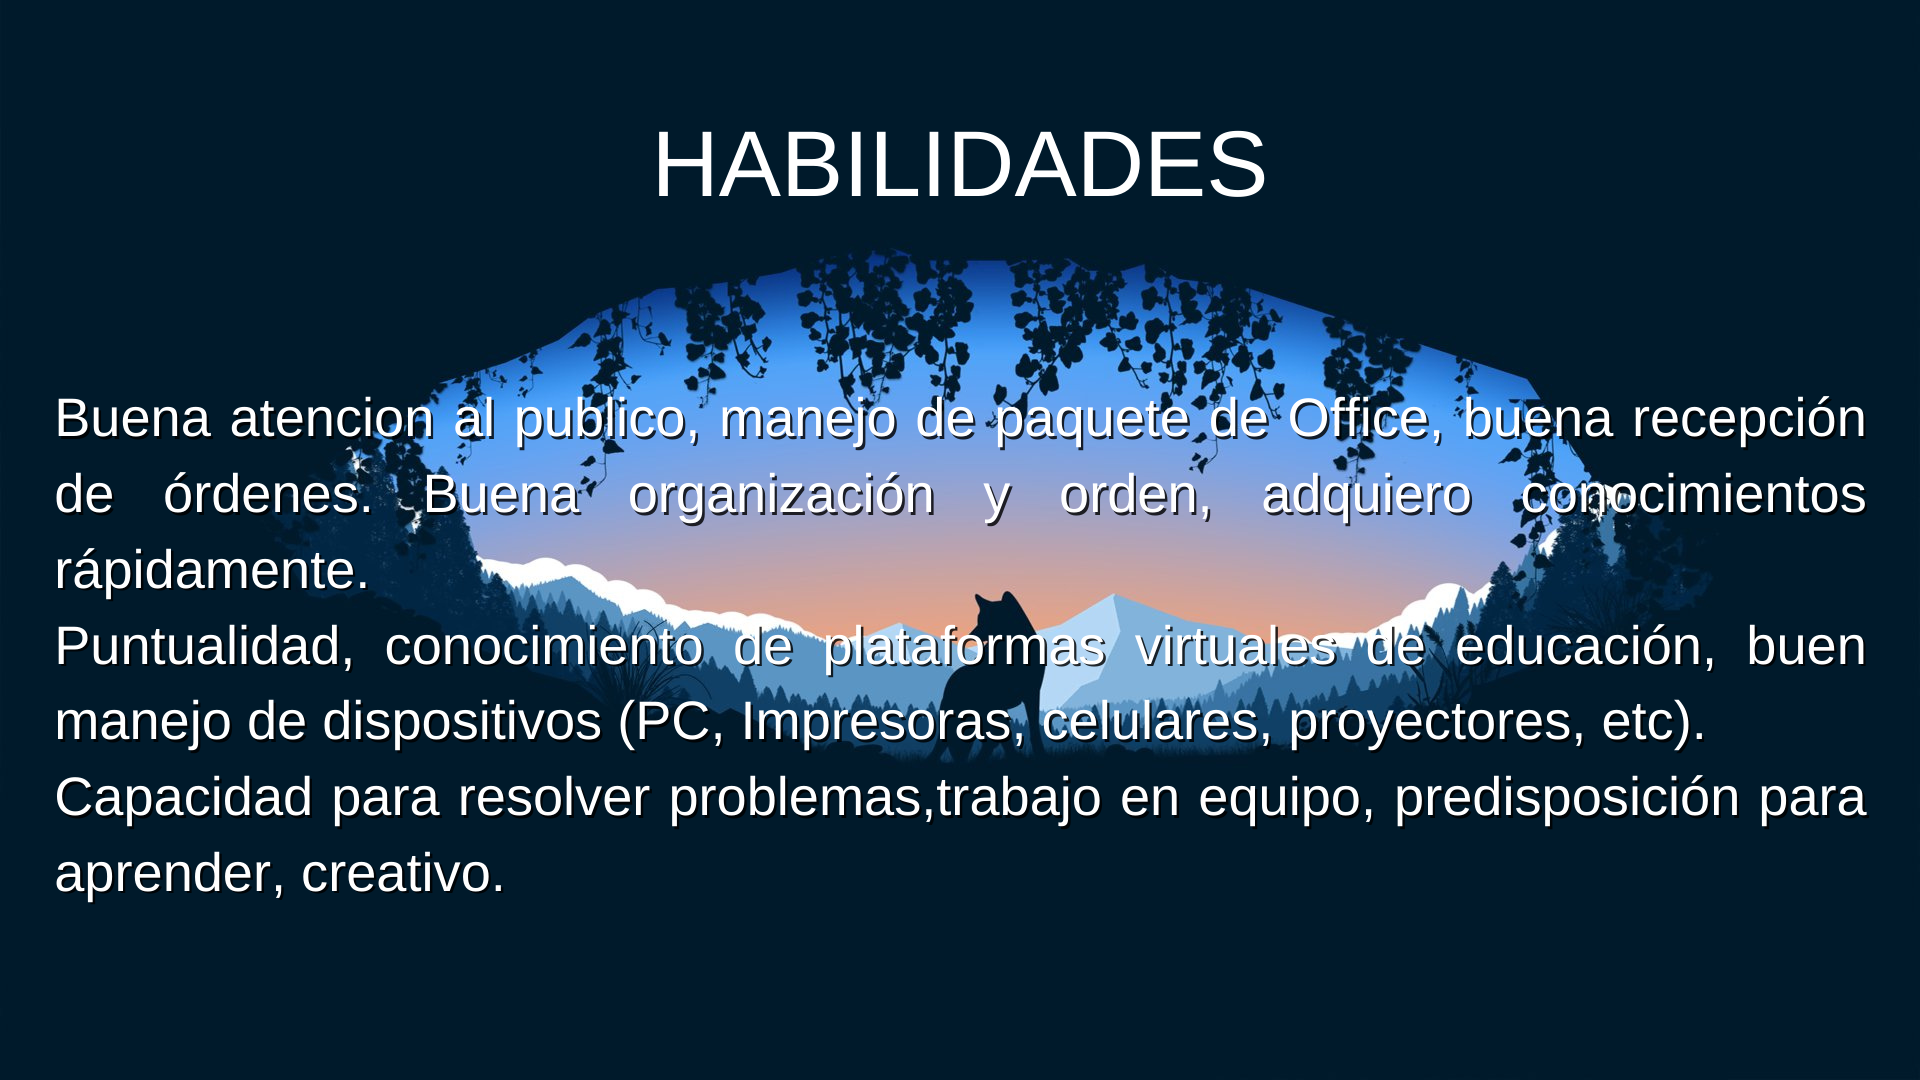 HABILIDADES
Buena atencion al publico, manejo de paquete de Office, buena recepción
de órdenes. Buena organización y orden, adquiero conocimientos
rápidamente.
Puntualidad, conocimiento de plataformas virtuales de educación, buen
manejo de dispositivos (PC, Impresoras, celulares, proyectores, etc).
Capacidad para resolver problemas,trabajo en equipo, predisposición para
aprender, creativo.